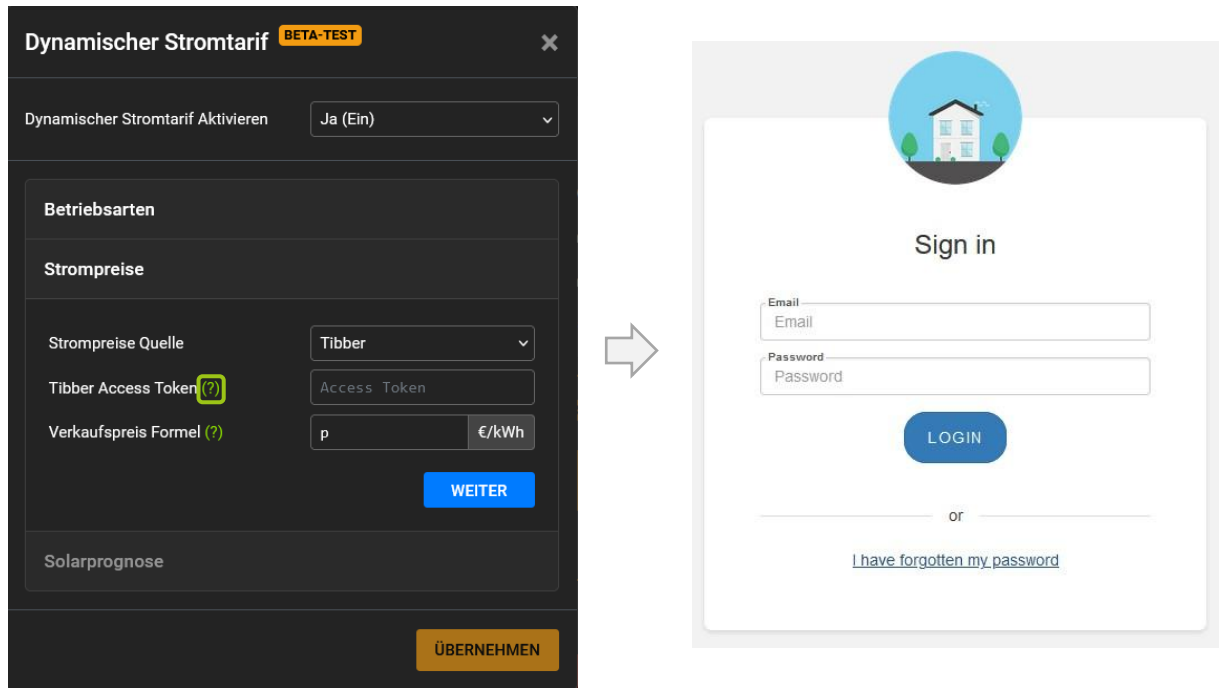 Dynamischer Stromtarif BETA-TEST ×
Dynamischer Stromtarif Aktivieren Ja (Ein)
Betriebsarten
Strompreise
Strompreise Quelle Tibber
Tibber Access Token (?) Access Token
Verkaufspreis Formel (?) p €/kWh
WEITER
Solarprognose
ÜBERNEHMEN
Sign in
Email
Email
Password
Password
LOGIN
or
I have forgotten my password